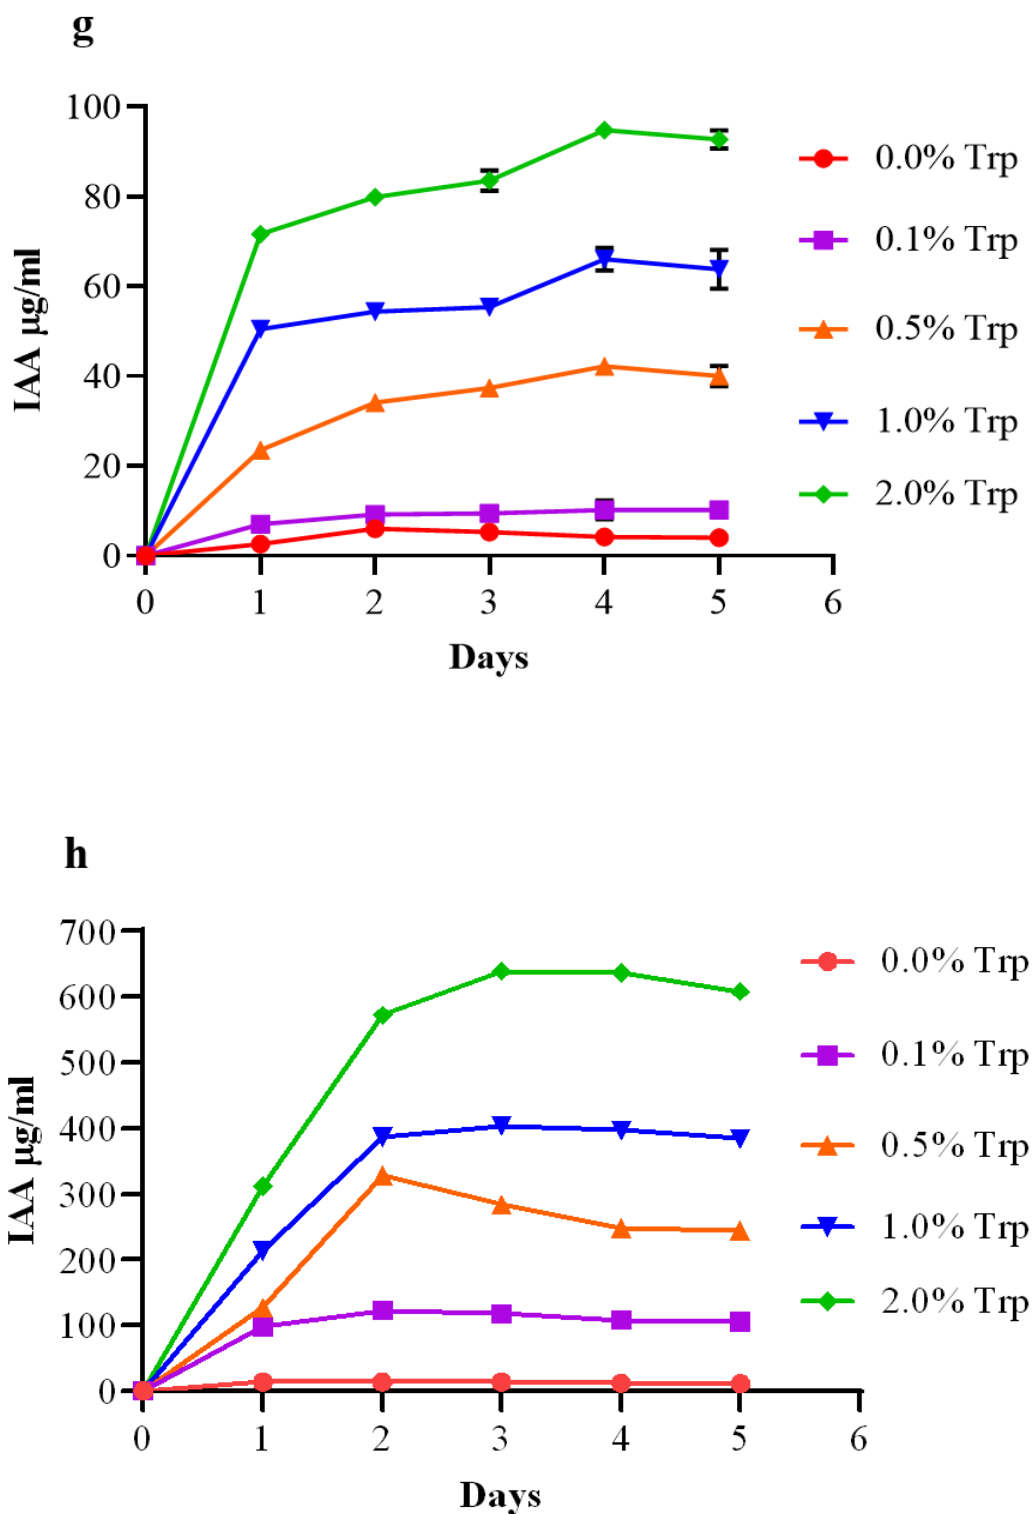 g
100
80
60
40
20
0
IAA µg/ml
0 1 2 3 4 5 6
Days
0.0% Trp
0.1% Trp
0.5% Trp
1.0% Trp
2.0% Trp
h
700
600
500
400
300
200
100
0
IAA µg/ml
0 1 2 3 4 5 6
Days
0.0% Trp
0.1% Trp
0.5% Trp
1.0% Trp
2.0% Trp